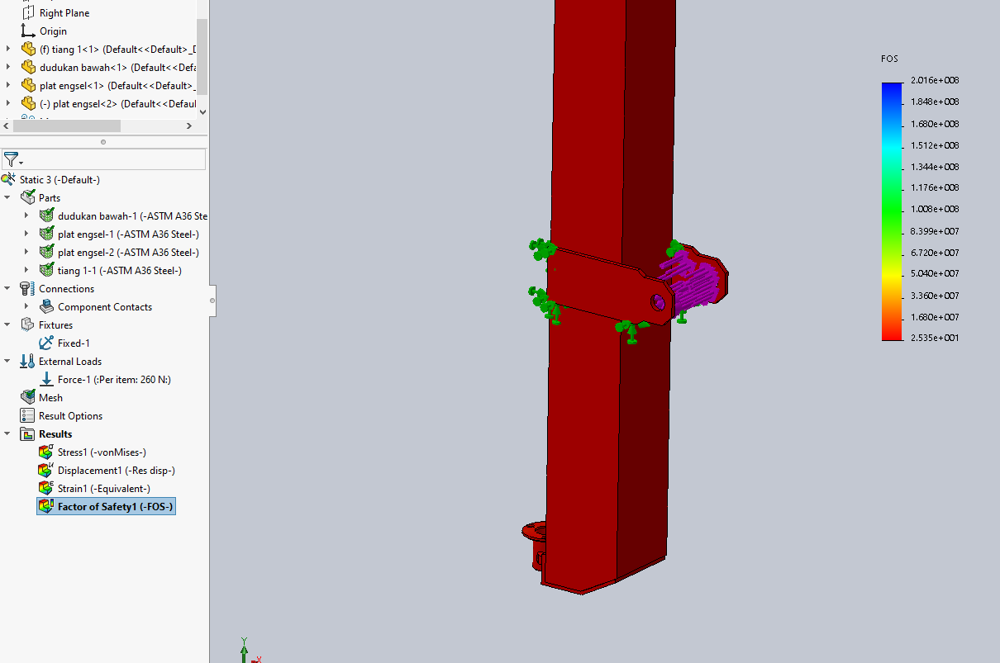 Right Plane
Origin
(f) tiang 1<1> (Default<<Default>_D
dudukan bawah<1> (Default<<Defa
plat engsel<1> (Default<<Default>_
(-) plat engsel<2> (Default<<Defaul
Static 3 (-Default-)
Parts
dudukan bawah-1 (-ASTM A36 Ste
plat engsel-1 (-ASTM A36 Steel-)
plat engsel-2 (-ASTM A36 Steel-)
tiang 1-1 (-ASTM A36 Steel-)
Connections
Component Contacts
Fixtures
Fixed-1
External Loads
Force-1 (:Per item: 260 N:)
Mesh
Result Options
Results
Stress1 (-vonMises-)
Displacement1 (-Res disp-)
Strain1 (-Equivalent-)
Factor of Safety1 (-FOS-)
FOS
2.016e+008
1.848e+008
1.680e+008
1.512e+008
1.344e+008
1.176e+008
1.008e+008
8.399e+007
6.720e+007
5.040e+007
3.360e+007
1.680e+007
2.535e+001
Y
X